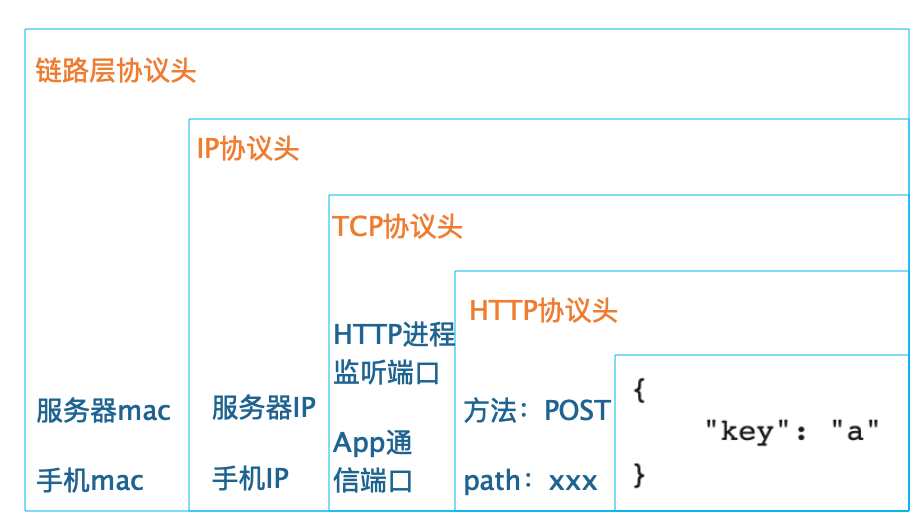 链路层协议头
IP协议头
TCP协议头
HTTP协议头
HTTP进程
监听端口
{
"key": "a"
}
服务器mac
服务器IP
方法：POST
App通
信端口
手机mac
手机IP
path：xxx